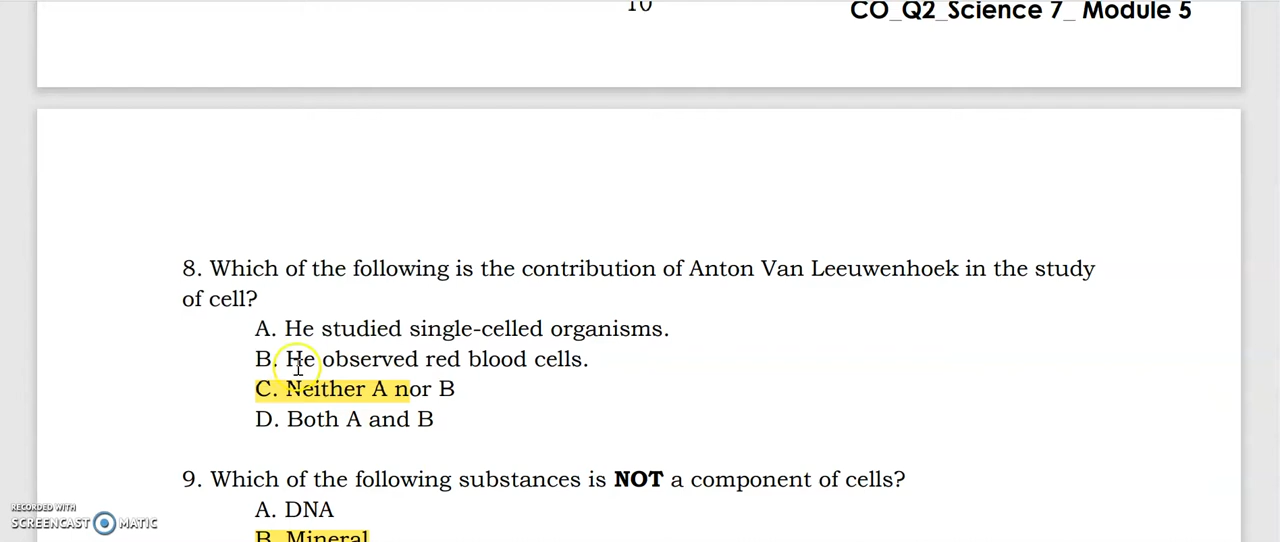 10
CO_Q2_Science 7_ Module 5
8. Which of the following is the contribution of Anton Van Leeuwenhoek in the study
of cell?
A. He studied single-celled organisms.
B. He observed red blood cells.
C. Neither A nor B
D. Both A and B
9. Which of the following substances is NOT a component of cells?
A. DNA
B. Mineral
RECORDED WITH
SCREENCAST MATIC